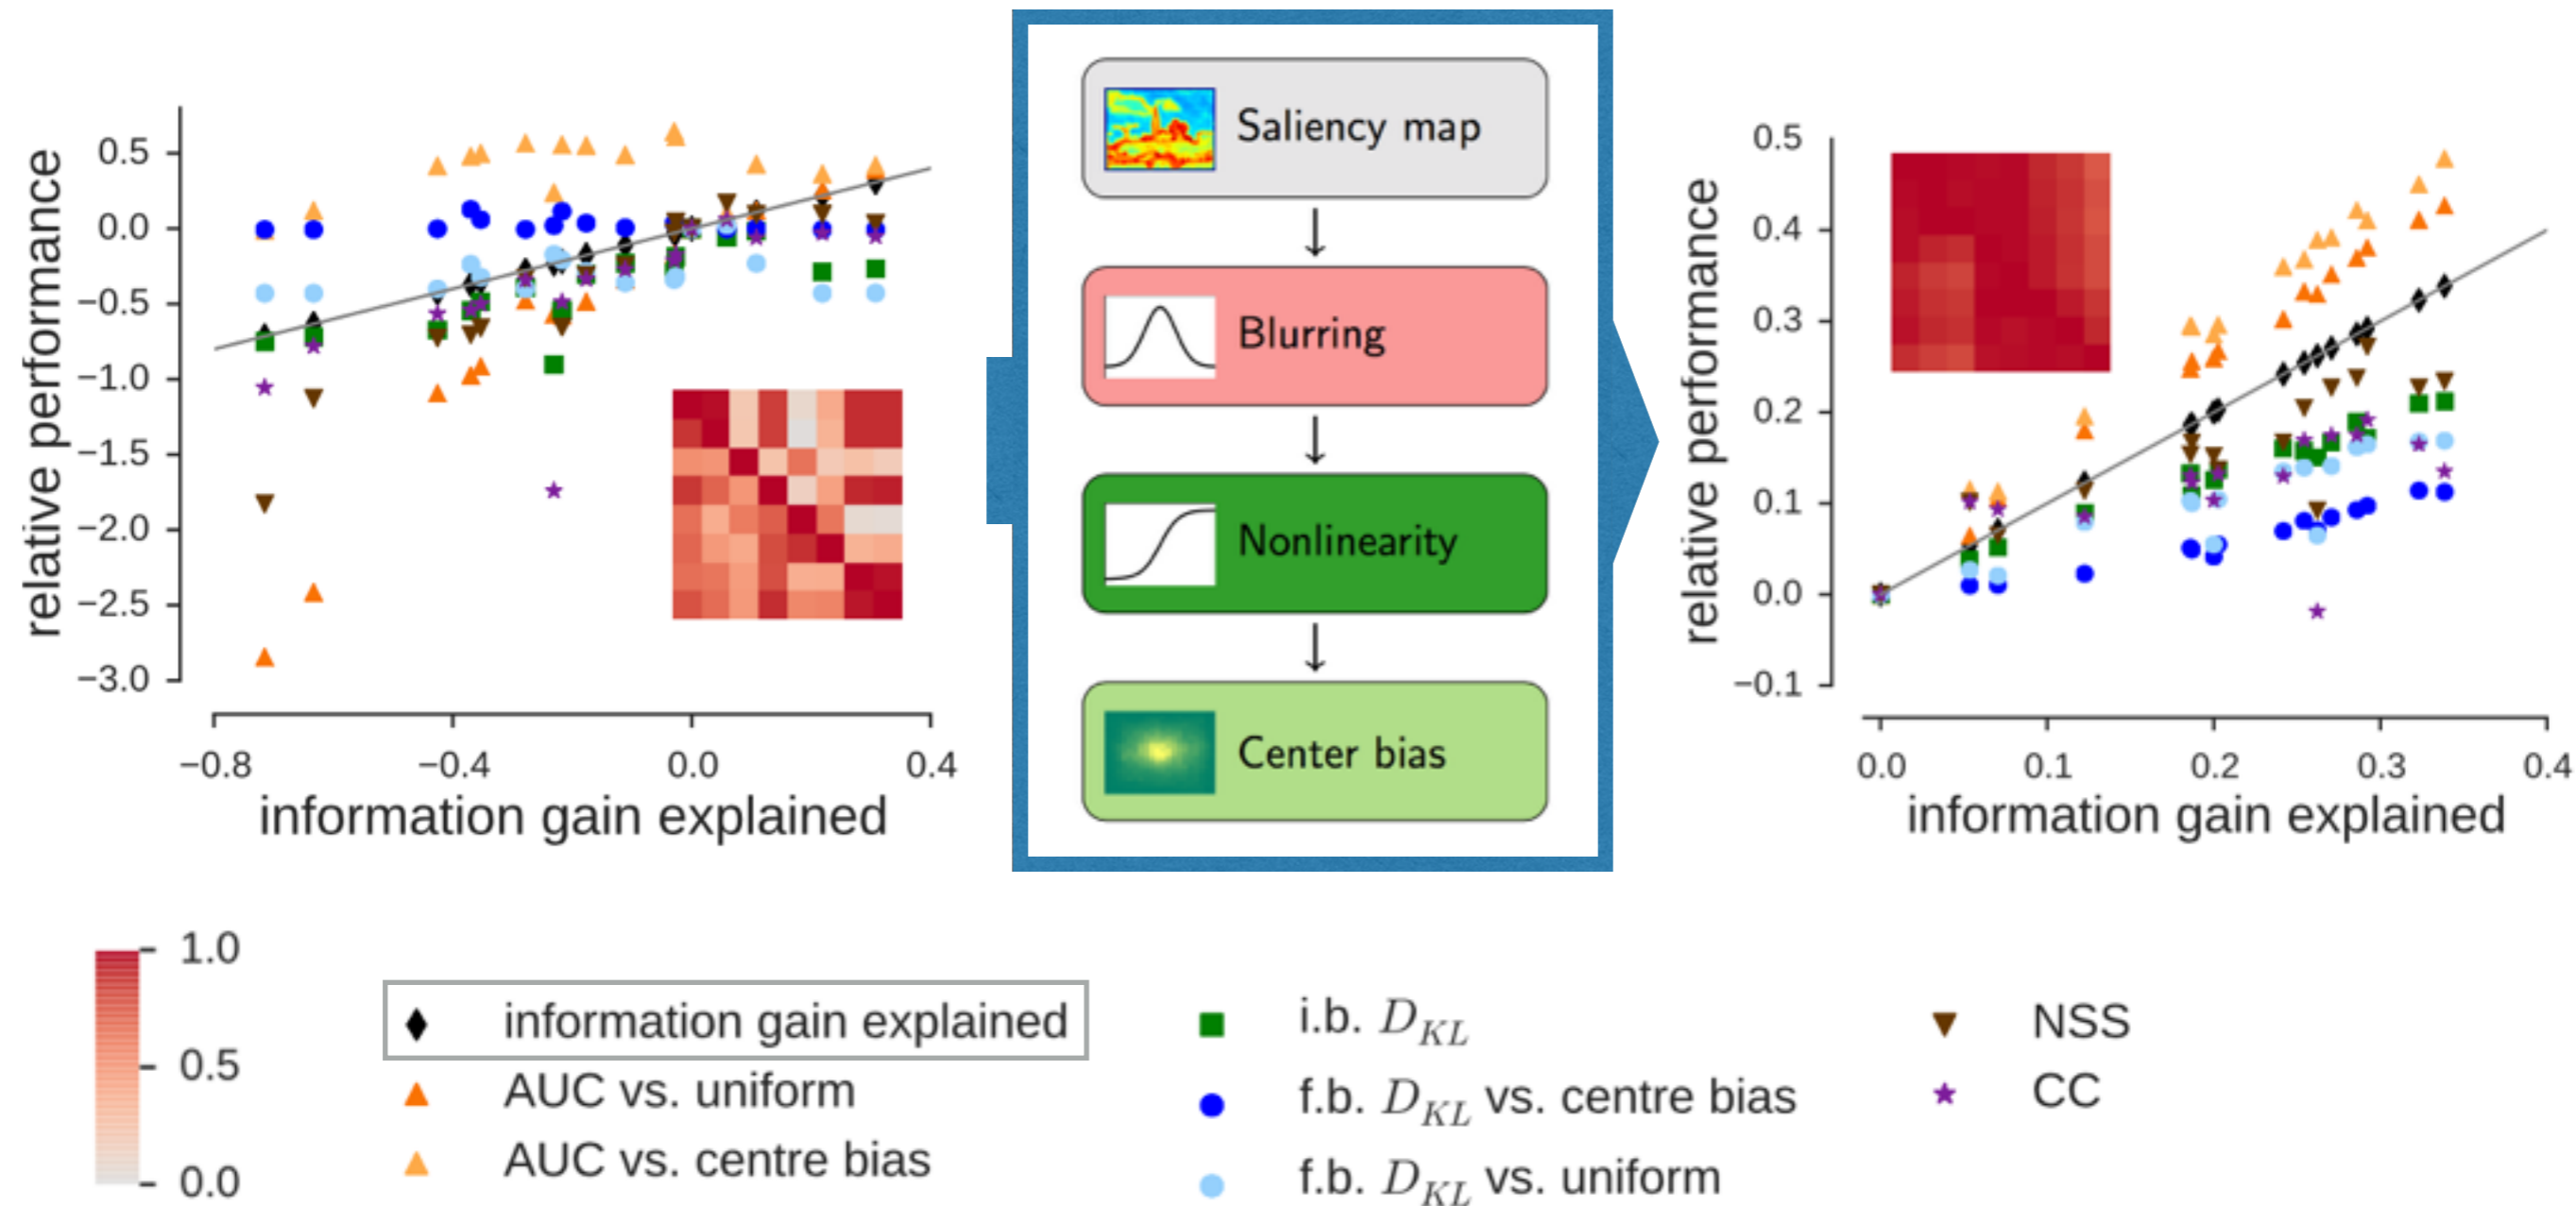 relative performance
0.5
0.0
−0.5
−1.0
−1.5
−2.0
−2.5
−3.0
−0.8 −0.4 0.0 0.4
information gain explained
Saliency map
Blurring
Nonlinearity
Center bias
relative performance
0.5
0.4
0.3
0.2
0.1
0.0
−0.1
0.0 0.1 0.2 0.3 0.4
information gain explained
1.0
0.5
0.0
information gain explained
AUC vs. uniform
AUC vs. centre bias
i.b. D_KL
f.b. D_KL vs. centre bias
f.b. D_KL vs. uniform
NSS
CC